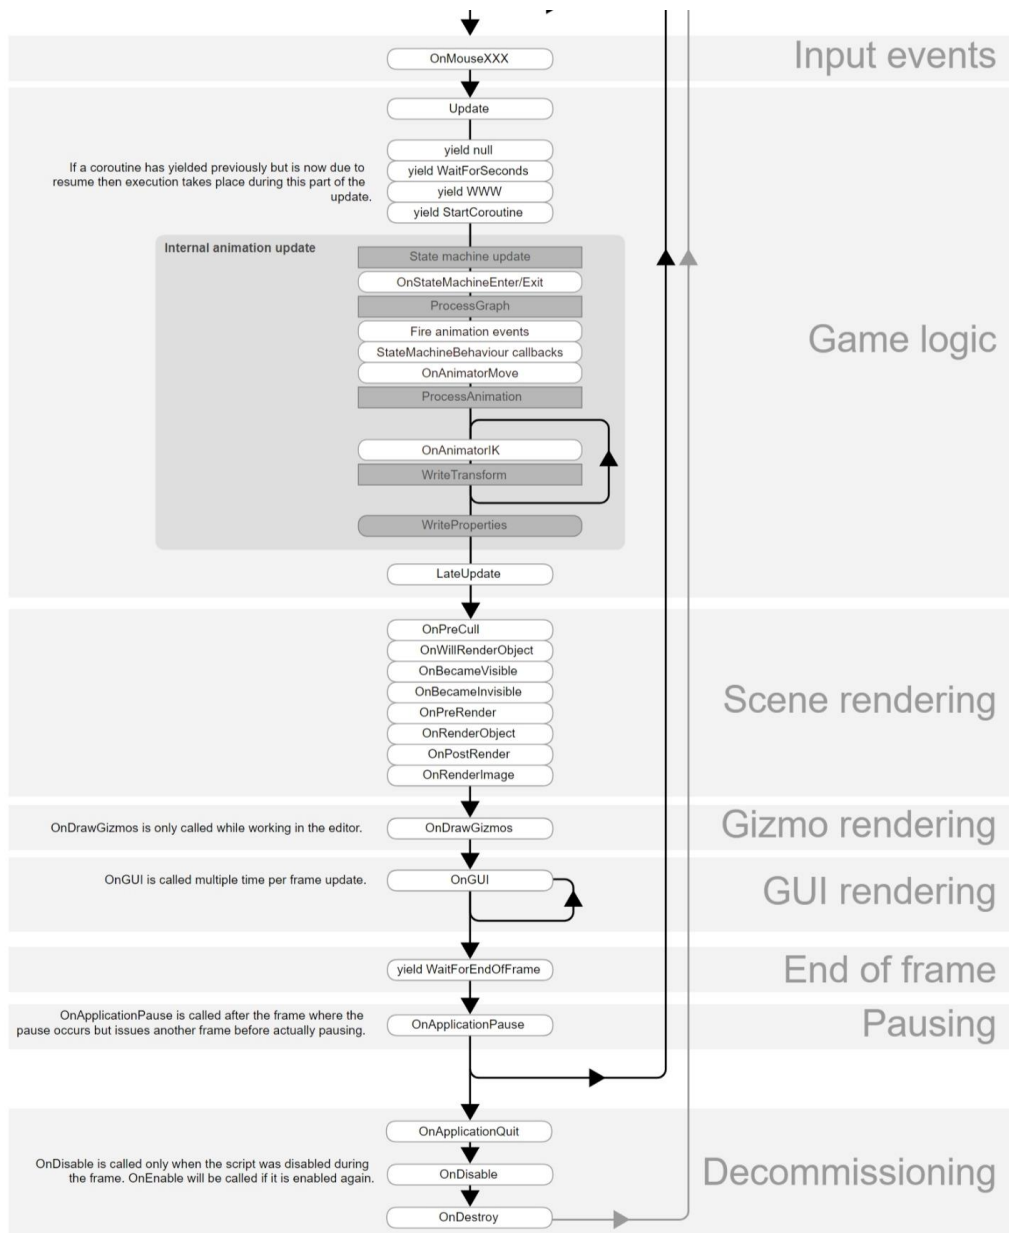 Input events
OnMouseXXX
Game logic
Update
yield null
yield WaitForSeconds
yield WWW
yield StartCoroutine
If a coroutine has yielded previously but is now due to
resume then execution takes place during this part of the
update.
Internal animation update
State machine update
OnStateMachineEnter/Exit
ProcessGraph
Fire animation events
StateMachineBehaviour callbacks
OnAnimatorMove
ProcessAnimation
OnAnimatorIK
WriteTransform
WriteProperties
LateUpdate
Scene rendering
OnPreCull
OnWillRenderObject
OnBecameVisible
OnBecameInvisible
OnPreRender
OnRenderObject
OnPostRender
OnRenderImage
Gizmo rendering
OnDrawGizmos is only called while working in the editor.
OnDrawGizmos
GUI rendering
OnGUI is called multiple time per frame update.
OnGUI
End of frame
yield WaitForEndOfFrame
Pausing
OnApplicationPause is called after the frame where the
pause occurs but issues another frame before actually pausing.
OnApplicationPause
Decommissioning
OnApplicationQuit
OnDisable is called only when the script was disabled during
the frame. OnEnable will be called if it is enabled again.
OnDisable
OnDestroy